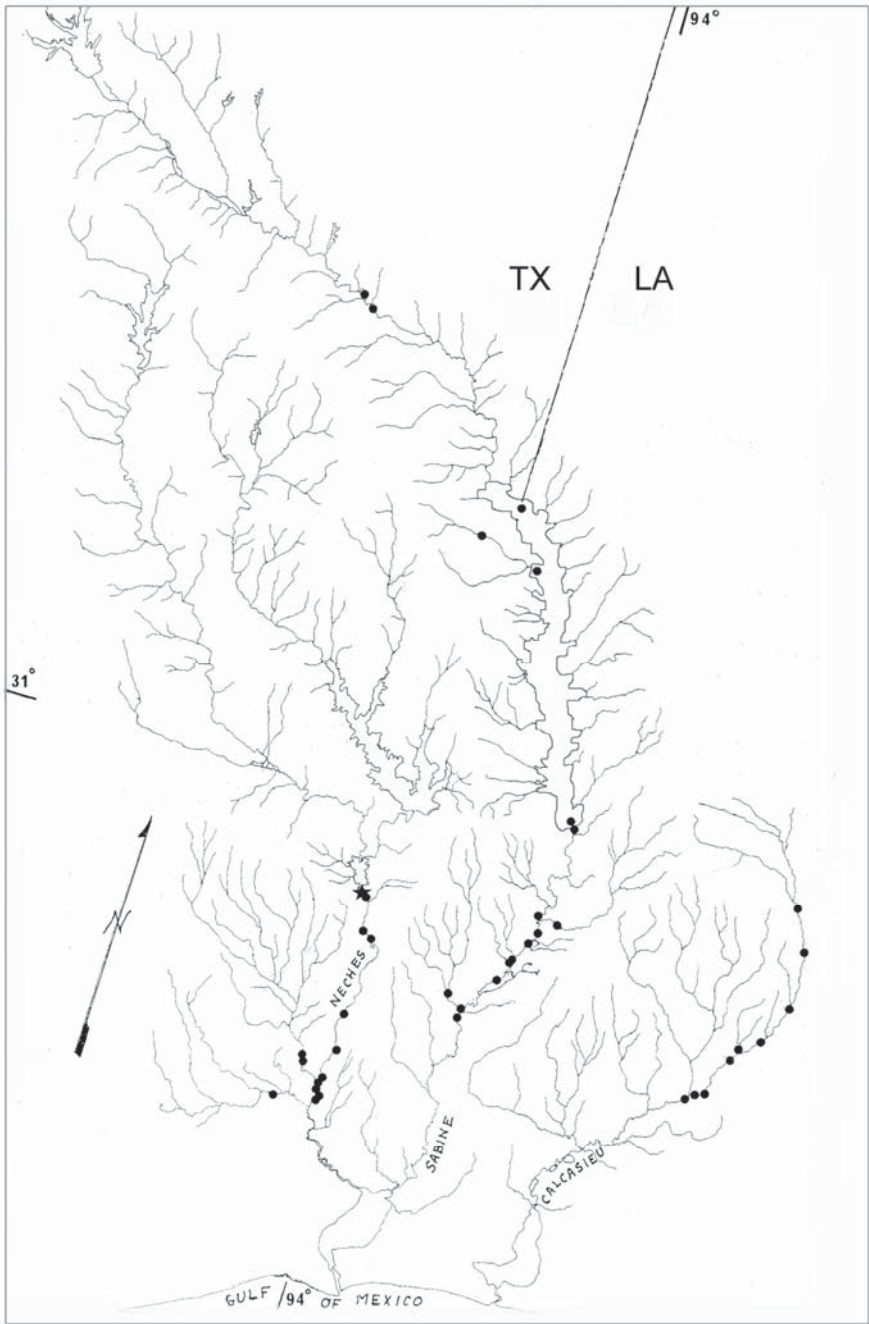 94°
TX LA
31°
N
NECHES
SABINE
CALCASIEU
GULF /94° OF MEXICO